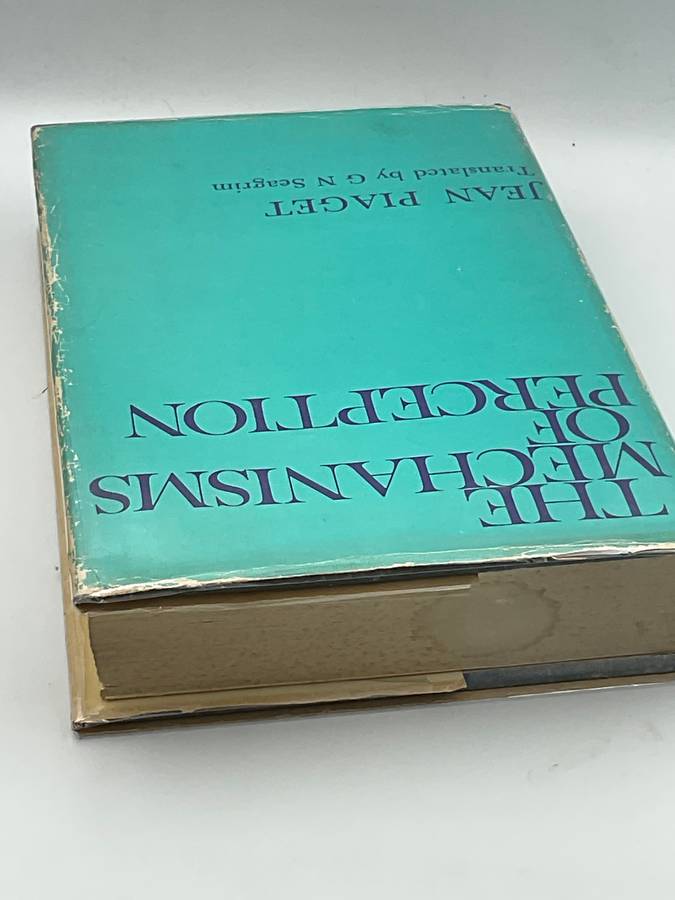 THE
MECHANISMS
OF
PERCEPTION
JEAN PIAGET
Translated by G N Seagrim